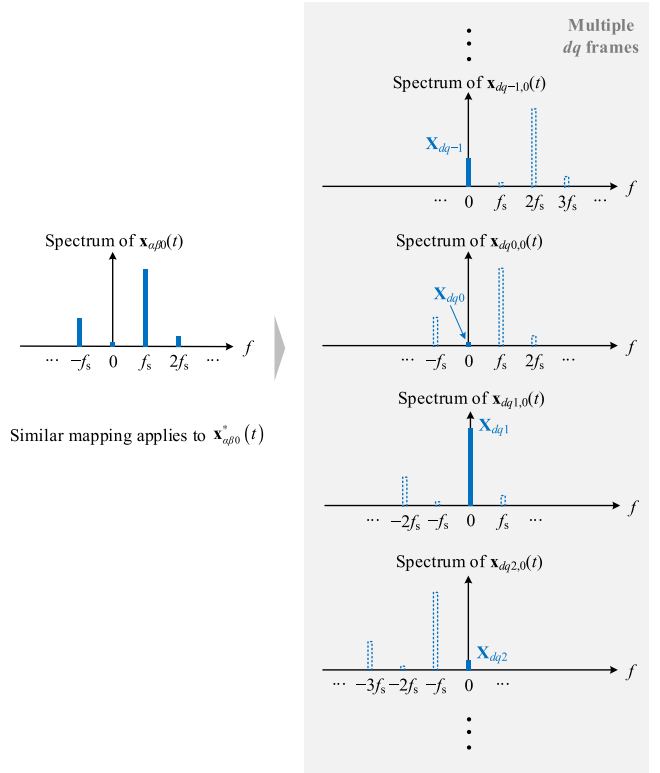 Multiple
dq frames
Spectrum of x_{dq−1,0}(t)
X_{dq−1}
f
··· 0 f_s 2f_s 3f_s ···
Spectrum of x_{αβ0}(t)
f
··· −f_s 0 f_s 2f_s ···
Similar mapping applies to x*_{αβ0}(t)
Spectrum of x_{dq0,0}(t)
X_{dq0}
f
··· −f_s 0 f_s 2f_s ···
Spectrum of x_{dq1,0}(t)
X_{dq1}
f
··· −2f_s −f_s 0 f_s ···
Spectrum of x_{dq2,0}(t)
X_{dq2}
f
··· −3f_s −2f_s −f_s 0 ···